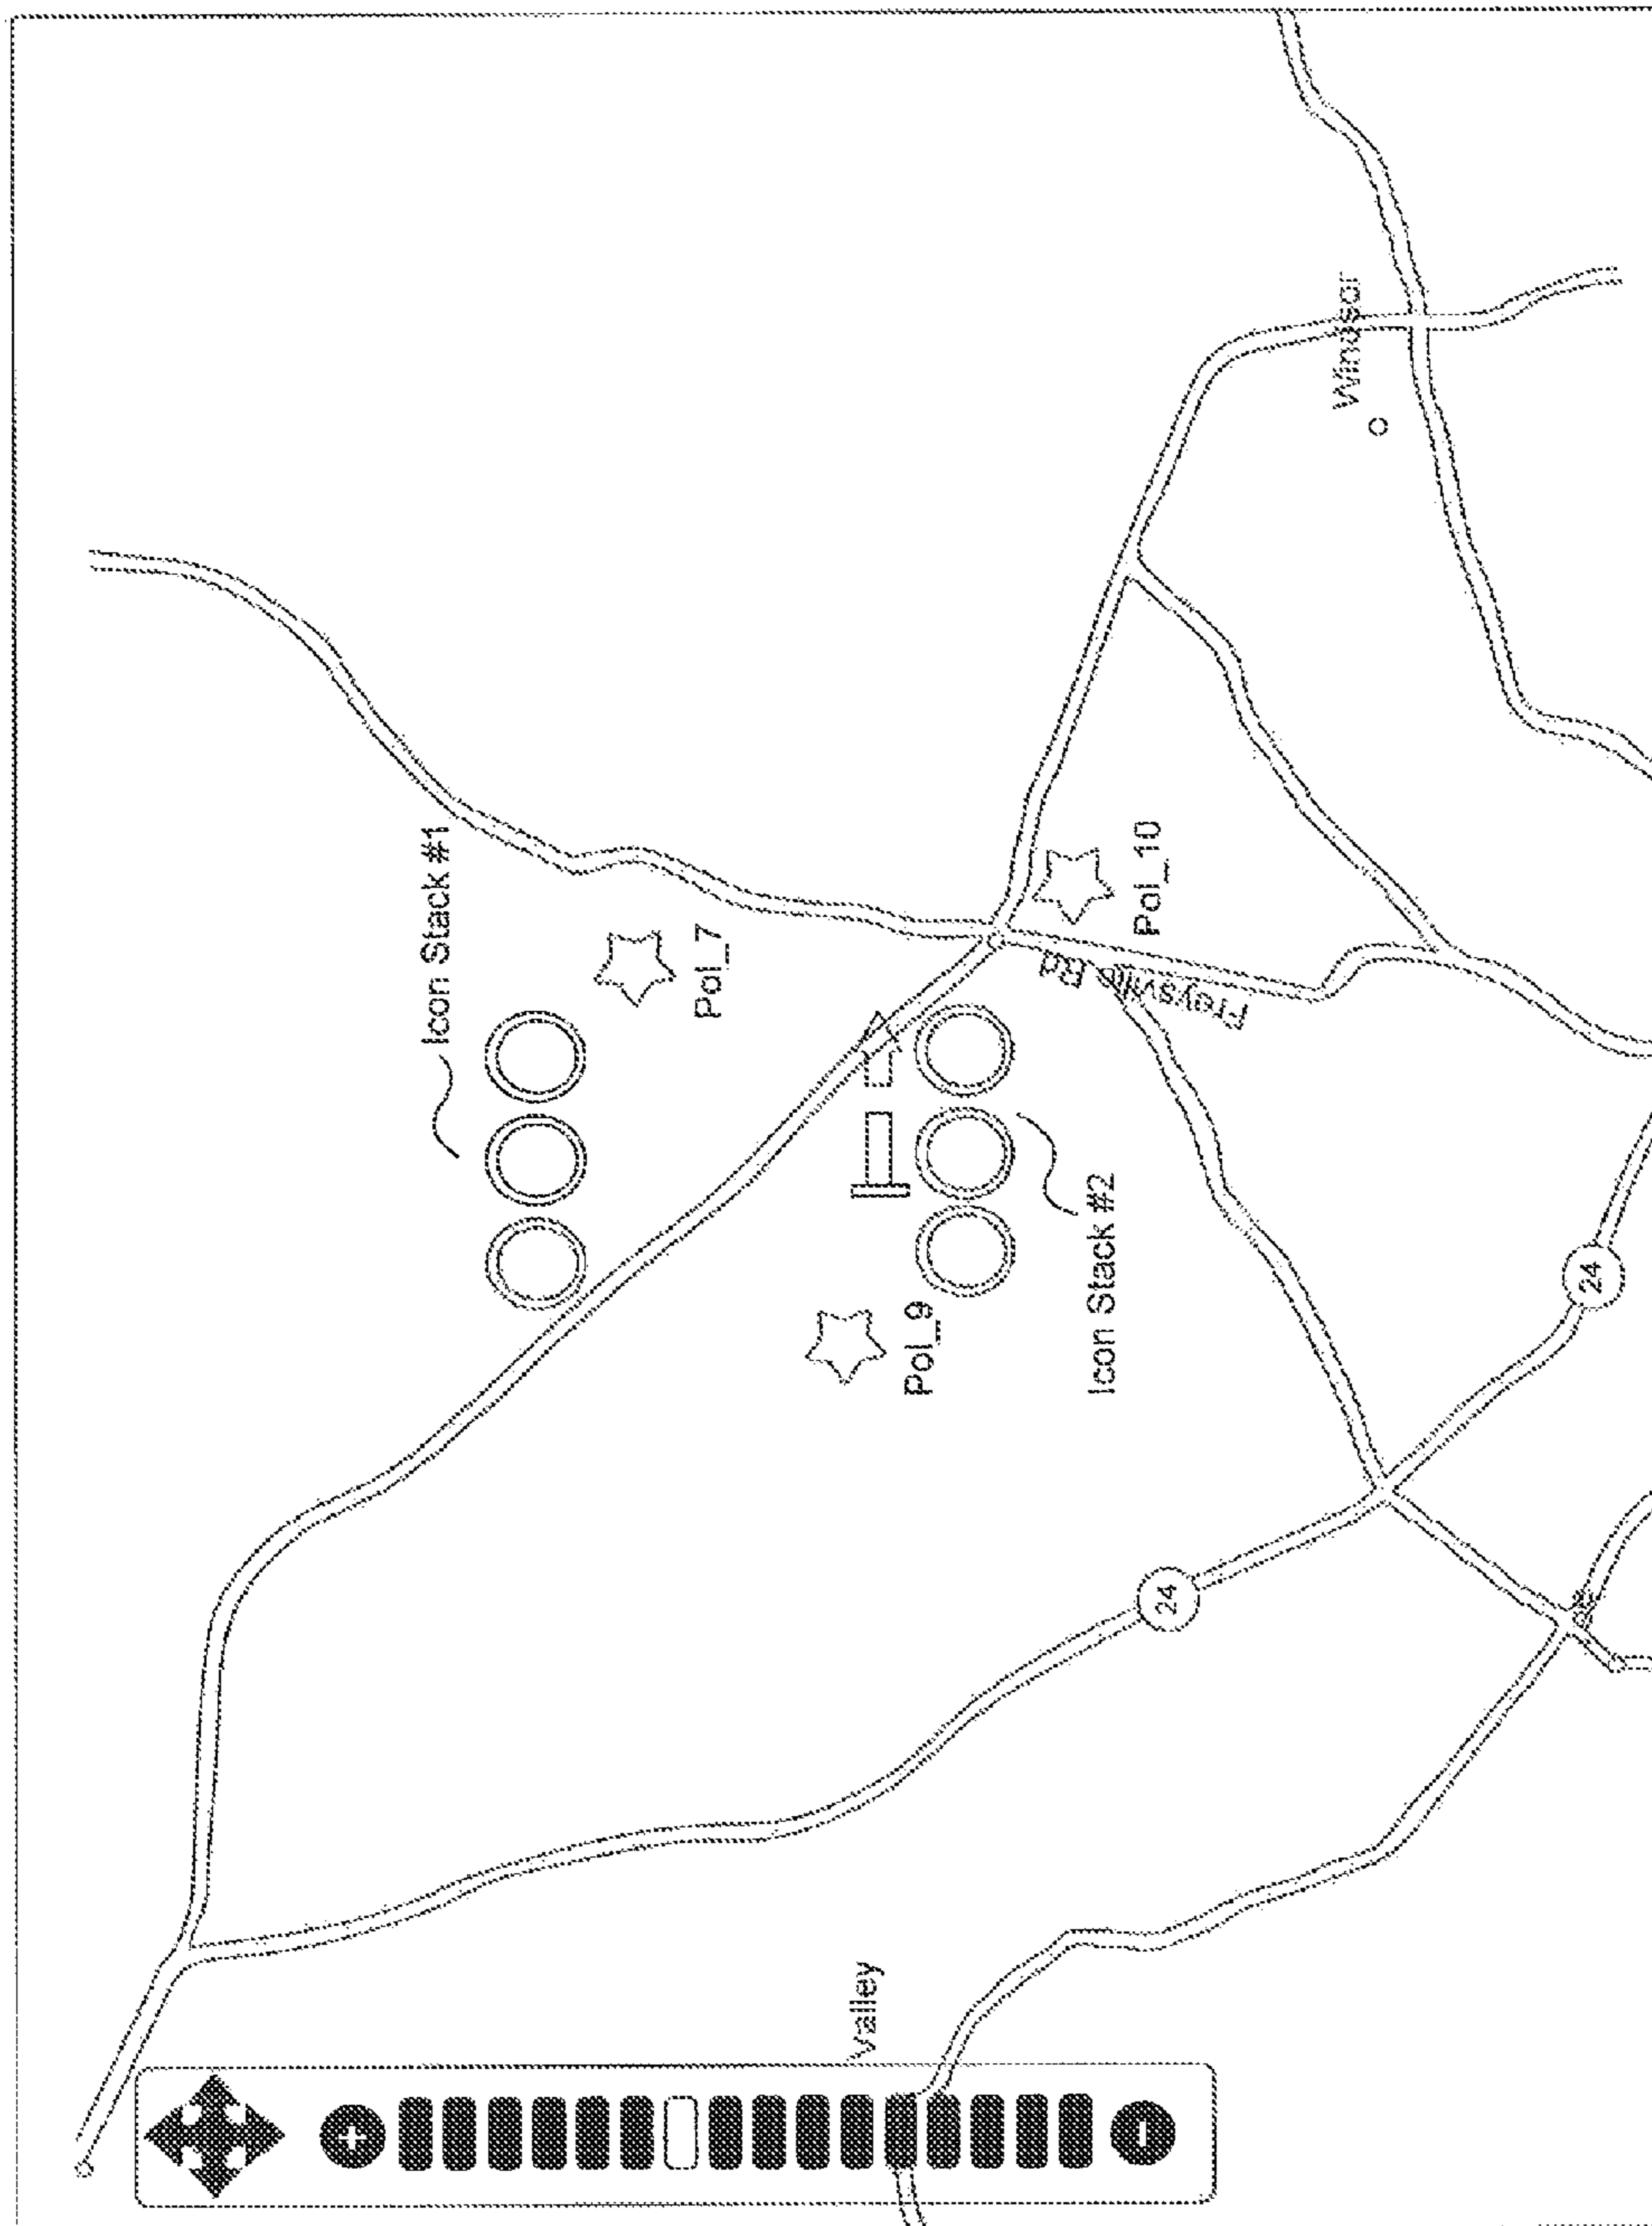 Icon Stack #1
PoI_7
PoI_9
PoI_10
Icon Stack #2
Freysville Rd
Windsor
Valley
24
24
+
−